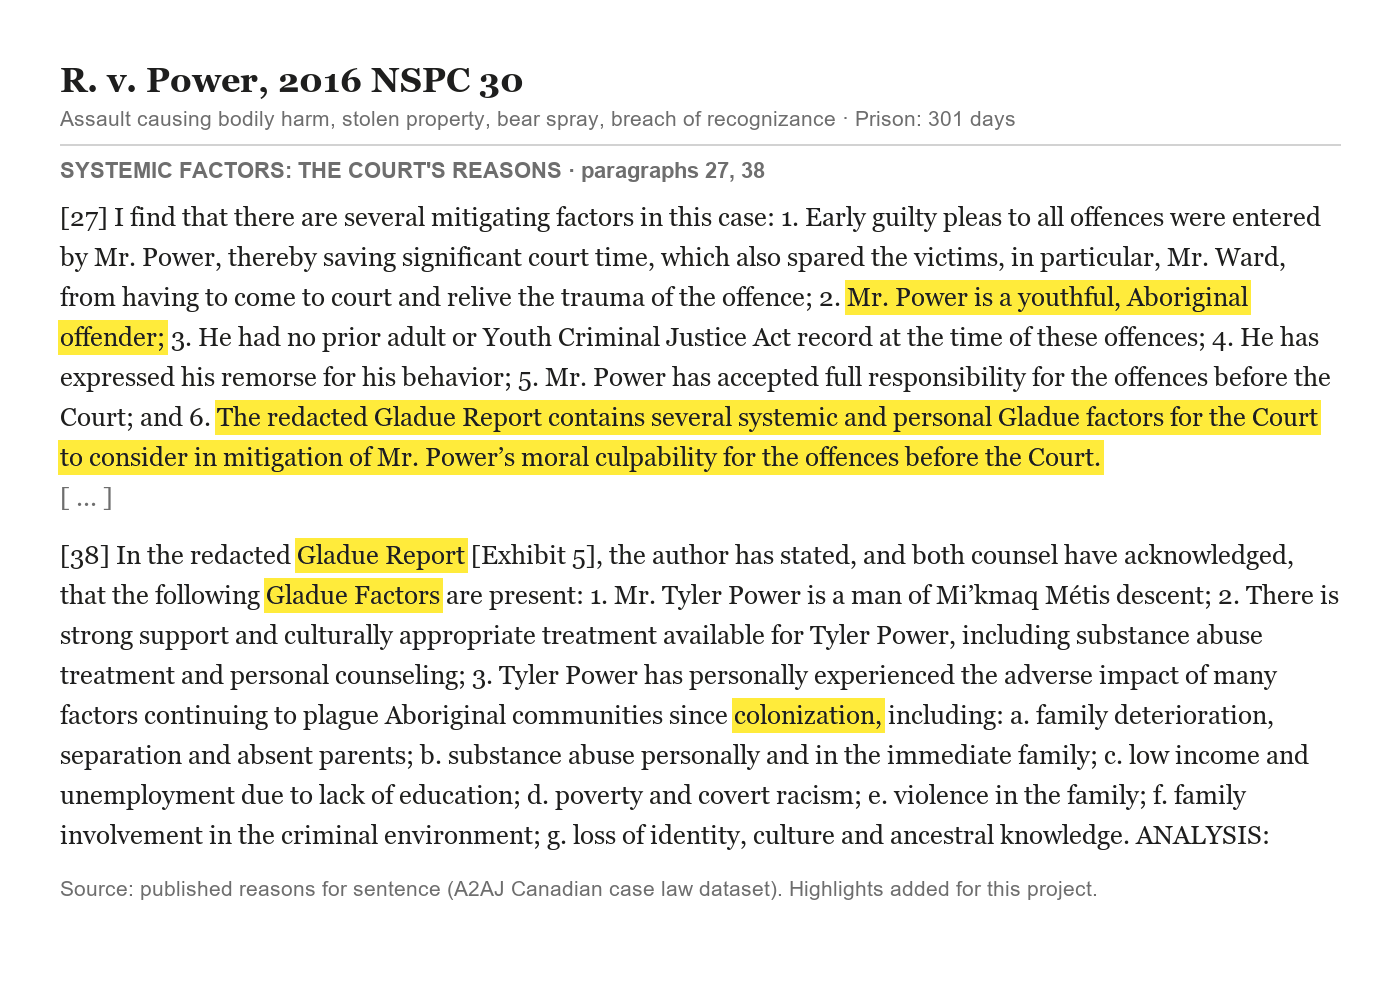 R. v. Power, 2016 NSPC 30
Assault causing bodily harm, stolen property, bear spray, breach of recognizance · Prison: 301 days
SYSTEMIC FACTORS: THE COURT'S REASONS · paragraphs 27, 38
[27] I find that there are several mitigating factors in this case: 1. Early guilty pleas to all offences were entered
by Mr. Power, thereby saving significant court time, which also spared the victims, in particular, Mr. Ward,
from having to come to court and relive the trauma of the offence; 2. Mr. Power is a youthful, Aboriginal
offender; 3. He had no prior adult or Youth Criminal Justice Act record at the time of these offences; 4. He has
expressed his remorse for his behavior; 5. Mr. Power has accepted full responsibility for the offences before the
Court; and 6. The redacted Gladue Report contains several systemic and personal Gladue factors for the Court
to consider in mitigation of Mr. Power’s moral culpability for the offences before the Court.
[ ... ]
[38] In the redacted Gladue Report [Exhibit 5], the author has stated, and both counsel have acknowledged,
that the following Gladue Factors are present: 1. Mr. Tyler Power is a man of Mi’kmaq Métis descent; 2. There is
strong support and culturally appropriate treatment available for Tyler Power, including substance abuse
treatment and personal counseling; 3. Tyler Power has personally experienced the adverse impact of many
factors continuing to plague Aboriginal communities since colonization, including: a. family deterioration,
separation and absent parents; b. substance abuse personally and in the immediate family; c. low income and
unemployment due to lack of education; d. poverty and covert racism; e. violence in the family; f. family
involvement in the criminal environment; g. loss of identity, culture and ancestral knowledge. ANALYSIS:
Source: published reasons for sentence (A2AJ Canadian case law dataset). Highlights added for this project.